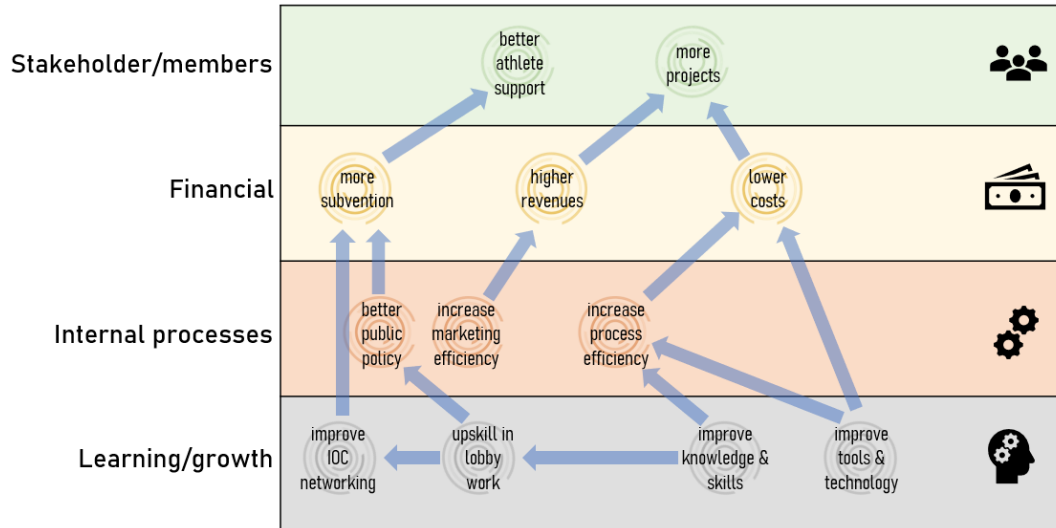 Stakeholder/members
better
athlete
support
more
projects
Financial
more
subvention
higher
revenues
lower
costs
Internal processes
better
public
policy
increase
marketing
efficiency
increase
process
efficiency
Learning/growth
improve
IOC
networking
upskill in
lobby
work
improve
knowledge &
skills
improve
tools &
technology